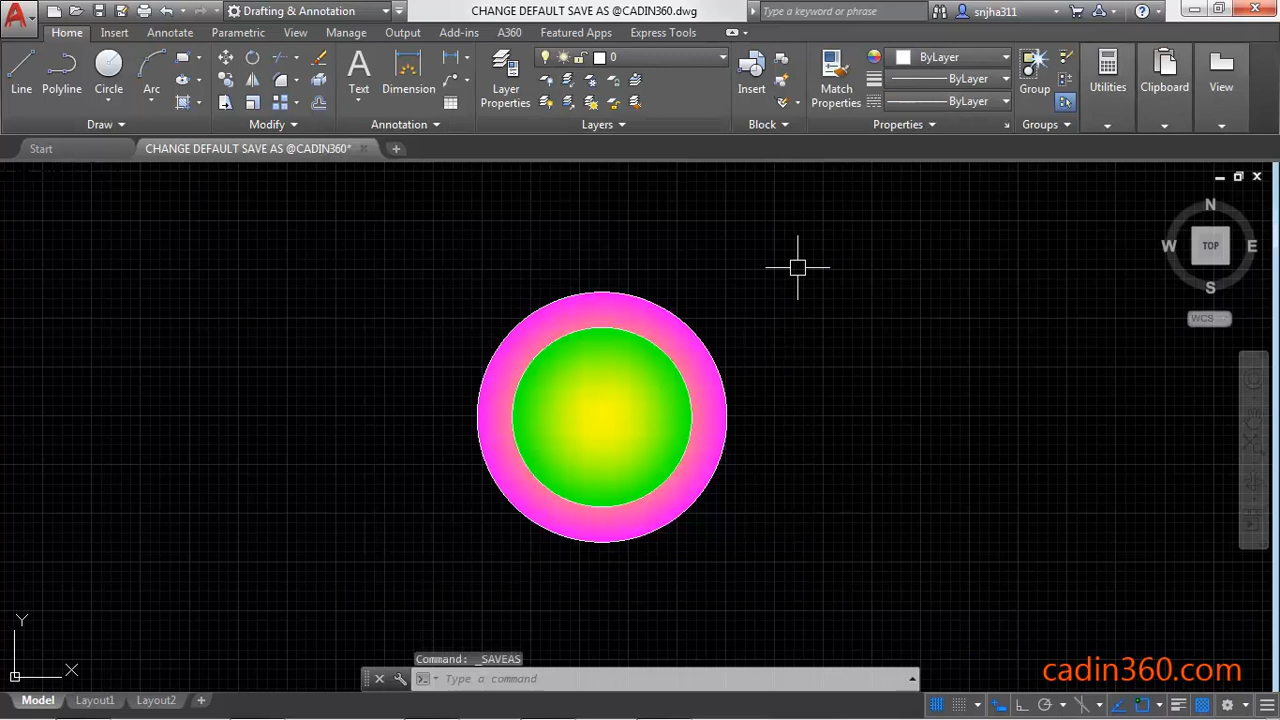 Drafting & Annotation
CHANGE DEFAULT SAVE AS @CADIN360.dwg
Type a keyword or phrase
snjha311
Home Insert Annotate Parametric View Manage Output Add-ins A360 Featured Apps Express Tools
Line Polyline Circle Arc
Draw
Modify
Text Dimension
Annotation
Layer Properties
0
Layers
Insert
Block
Match Properties
ByLayer
ByLayer
ByLayer
Properties
Group
Groups
Utilities
Clipboard
View
Start
CHANGE DEFAULT SAVE AS @CADIN360*
N
W TOP E
S
WCS
Y
X
Command: _SAVEAS
Type a command
cadin360.com
Model Layout1 Layout2